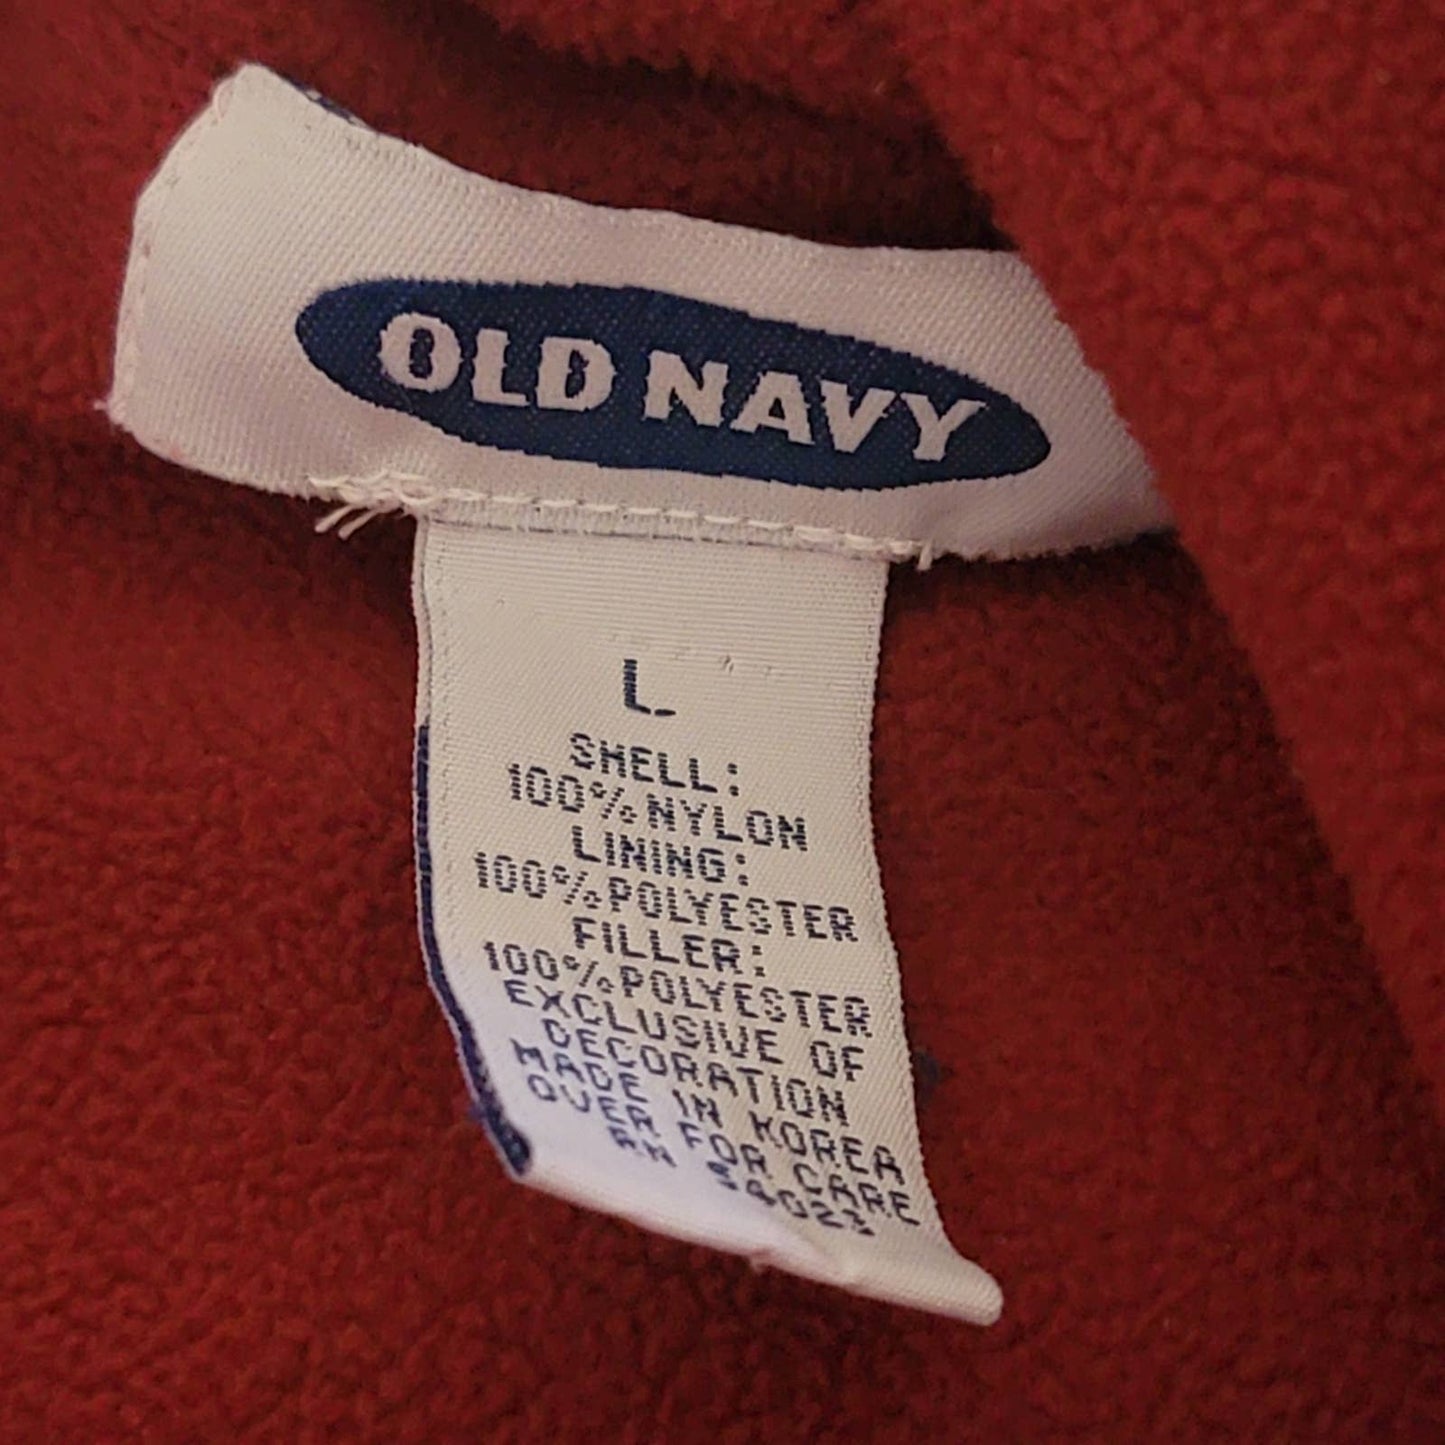 OLD NAVY
L
SHELL:
100% NYLON
LINING:
100% POLYESTER
FILLER:
100% POLYESTER
EXCLUSIVE OF
DECORATION
MADE IN KOREA
OVER FOR CARE
RN